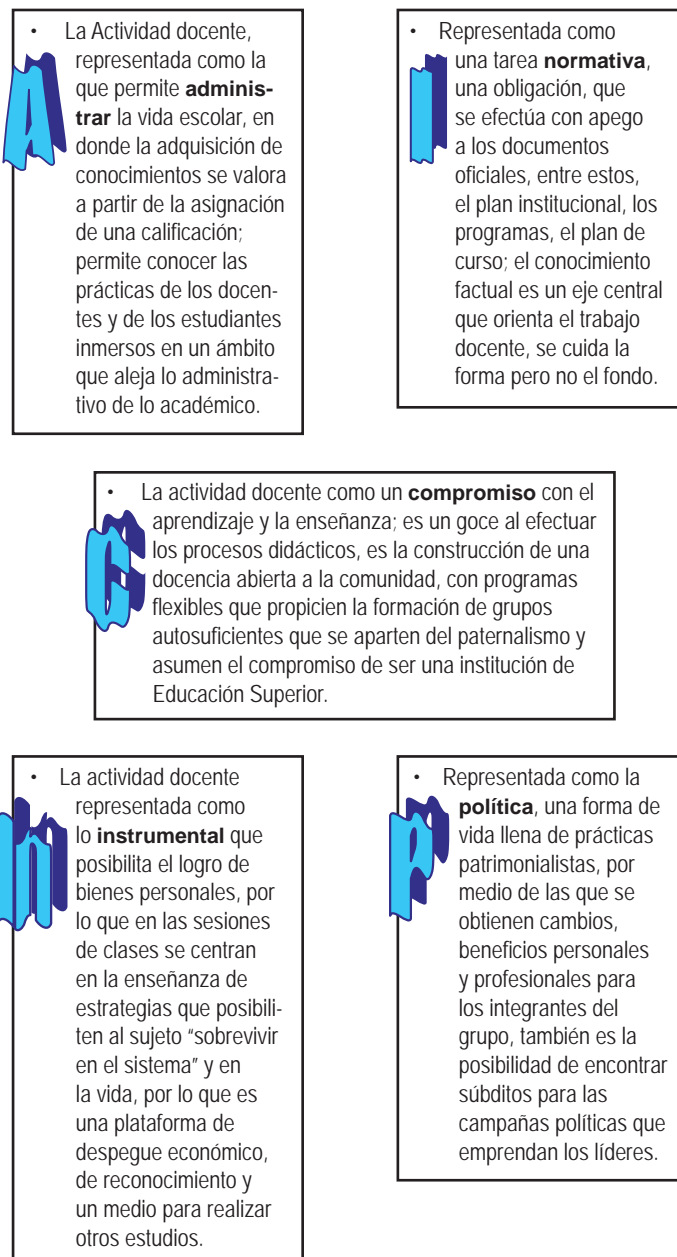 • La Actividad docente,
representada como la
que permite adminis-
trar la vida escolar, en
donde la adquisición de
conocimientos se valora
a partir de la asignación
de una calificación;
permite conocer las
prácticas de los docen-
tes y de los estudiantes
inmersos en un ámbito
que aleja lo administra-
tivo de lo académico.
A
• Representada como
una tarea normativa,
una obligación, que
se efectúa con apego
a los documentos
oficiales, entre estos,
el plan institucional, los
programas, el plan de
curso; el conocimiento
factual es un eje central
que orienta el trabajo
docente, se cuida la
forma pero no el fondo.
I
• La actividad docente como un compromiso con el
aprendizaje y la enseñanza; es un goce al efectuar
los procesos didácticos, es la construcción de una
docencia abierta a la comunidad, con programas
flexibles que propicien la formación de grupos
autosuficientes que se aparten del paternalismo y
asumen el compromiso de ser una institución de
Educación Superior.
C
• La actividad docente
representada como
lo instrumental que
posibilita el logro de
bienes personales, por
lo que en las sesiones
de clases se centran
en la enseñanza de
estrategias que posibili-
ten al sujeto “sobrevivir
en el sistema” y en
la vida, por lo que es
una plataforma de
despegue económico,
de reconocimiento y
un medio para realizar
otros estudios.
n
• Representada como la
política, una forma de
vida llena de prácticas
patrimonialistas, por
medio de las que se
obtienen cambios,
beneficios personales
y profesionales para
los integrantes del
grupo, también es la
posibilidad de encontrar
súbditos para las
campañas políticas que
emprendan los líderes.
P